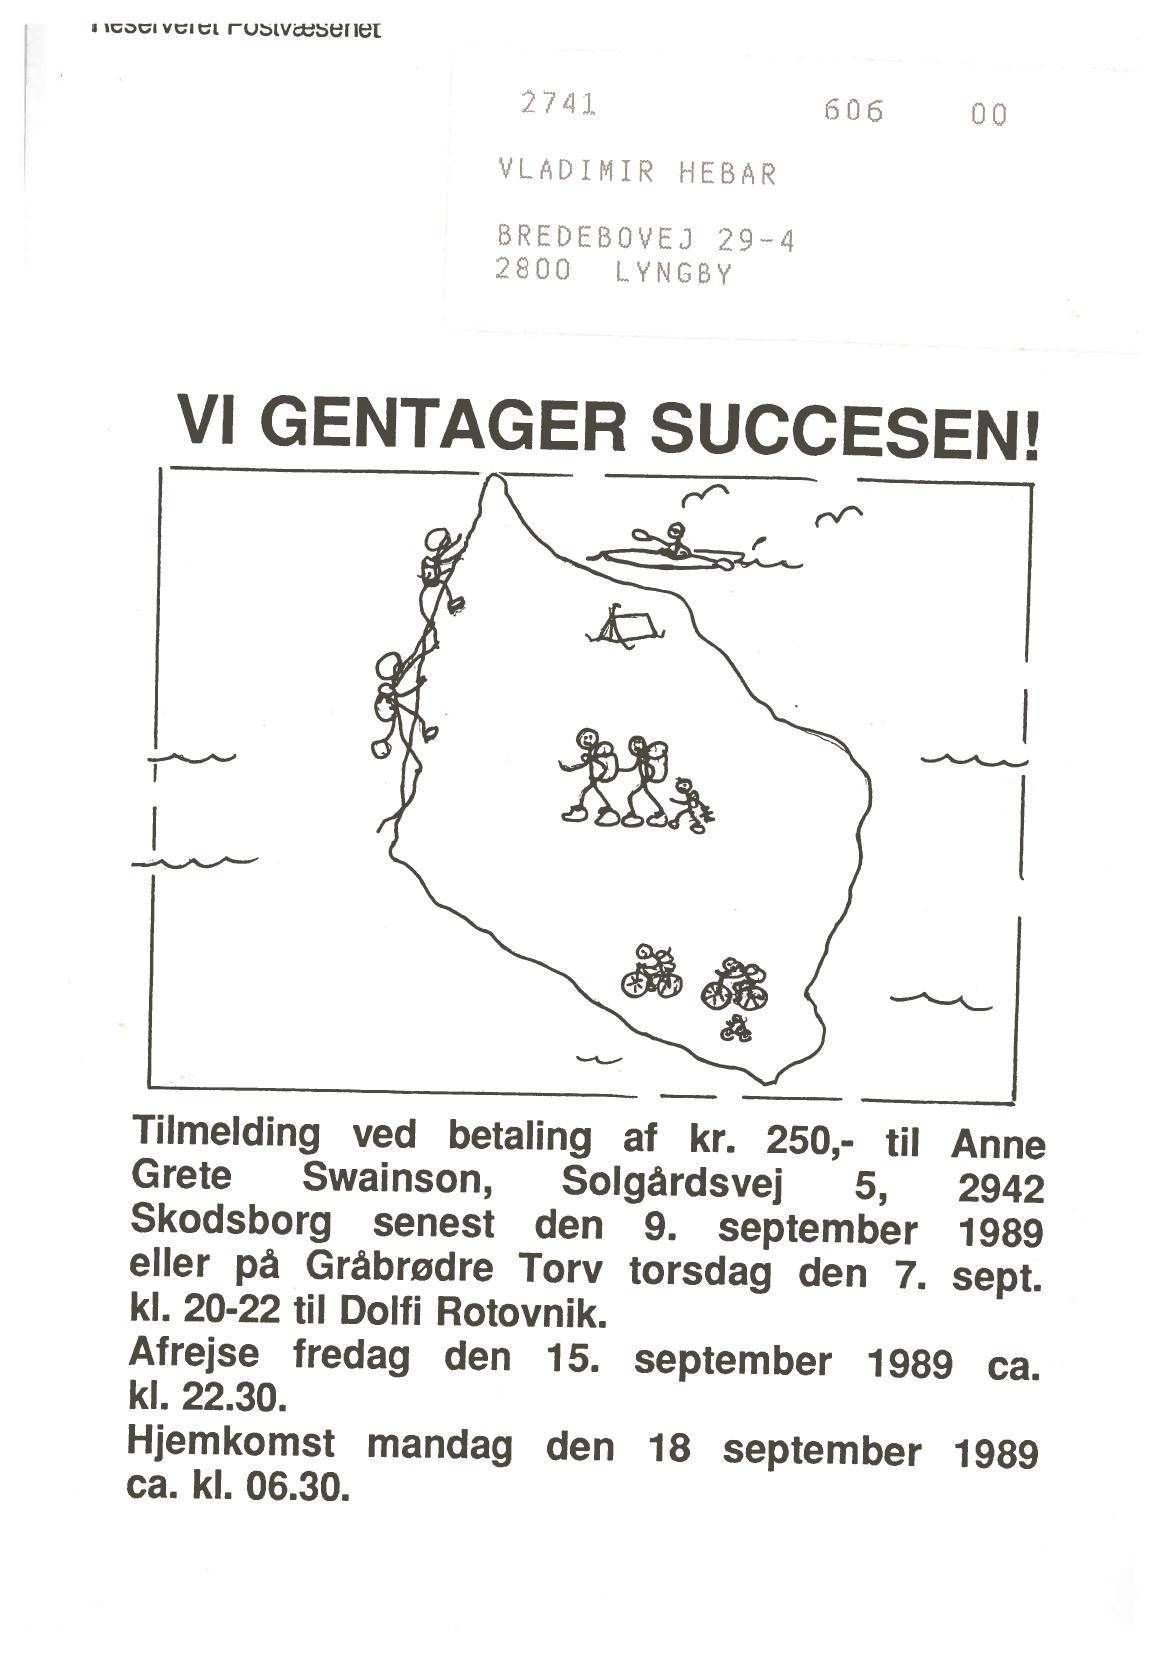 Reserveret Postvæsenet
2741 606 00
VLADIMIR HEBAR
BREDEBOVEJ 29-4
2800 LYNGBY
VI GENTAGER SUCCESEN!
Tilmelding ved betaling af kr. 250,- til Anne
Grete Swainson, Solgårdsvej 5, 2942
Skodsborg senest den 9. september 1989
eller på Gråbrødre Torv torsdag den 7. sept.
kl. 20-22 til Dolfi Rotovnik.
Afrejse fredag den 15. september 1989 ca.
kl. 22.30.
Hjemkomst mandag den 18 september 1989
ca. kl. 06.30.